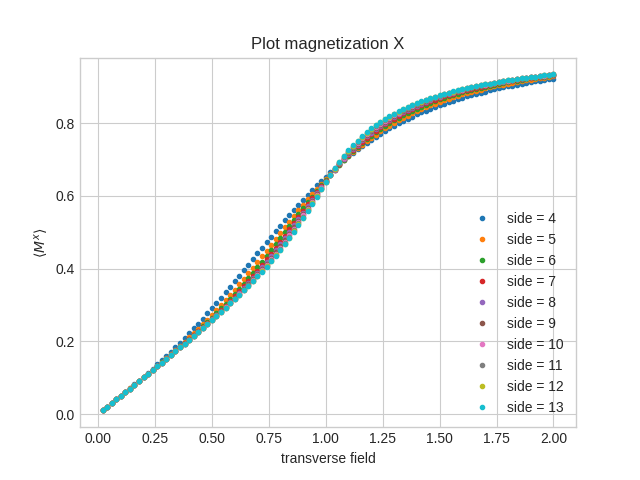 Plot magnetization X
⟨Mˣ⟩
0.8
0.6
0.4
0.2
0.0
side = 4
side = 5
side = 6
side = 7
side = 8
side = 9
side = 10
side = 11
side = 12
side = 13
0.00 0.25 0.50 0.75 1.00 1.25 1.50 1.75 2.00
transverse field